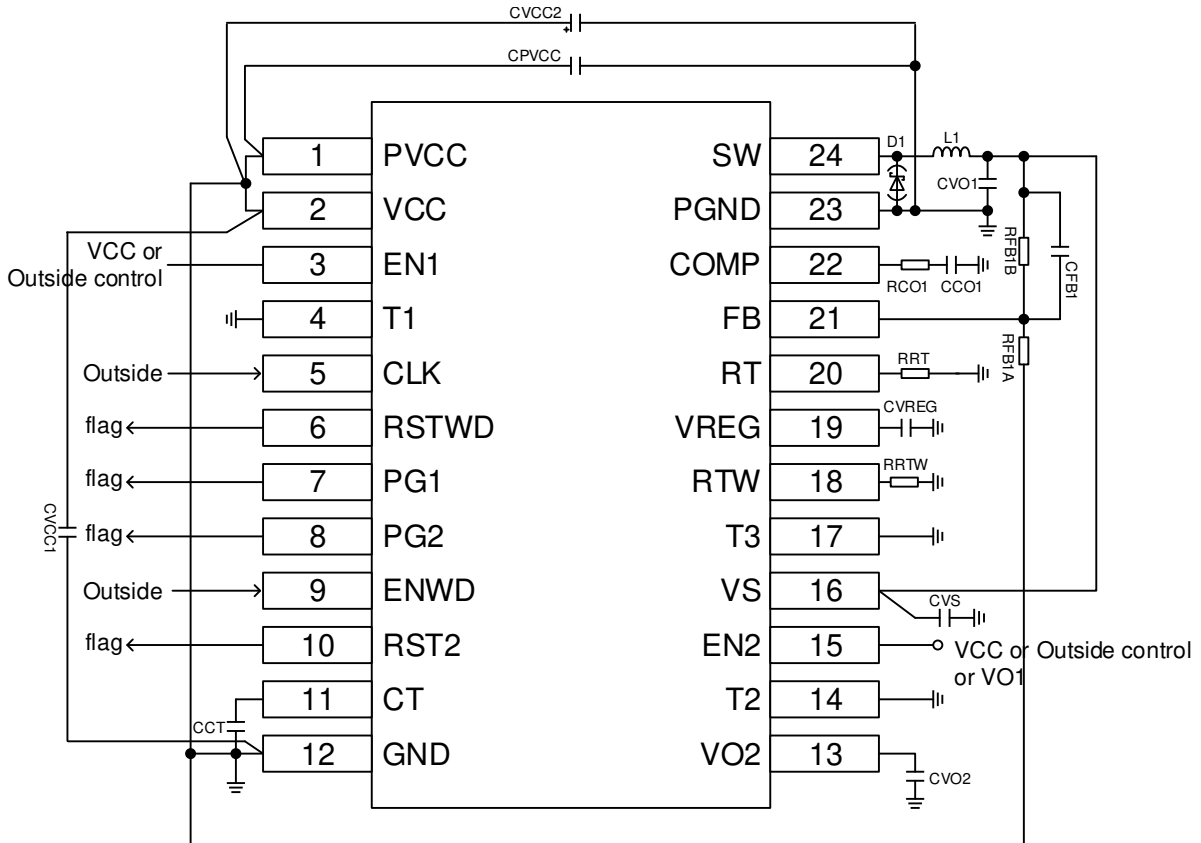 CVCC2
CPVCC
1 PVCC SW 24
D1
L1
CVO1
2 VCC PGND 23
RFB1B
CFB1
VCC or
Outside control
3 EN1 COMP 22
RCO1 CCO1
4 T1 FB 21
RFB1A
Outside 5 CLK RT 20
RRT
flag 6 RSTWD VREG 19
CVREG
flag 7 PG1 RTW 18
RRTW
CVCC1
flag 8 PG2 T3 17
Outside 9 ENWD VS 16
CVS
flag 10 RST2 EN2 15
VCC or Outside control
or VO1
11 CT T2 14
CCT
12 GND VO2 13
CVO2